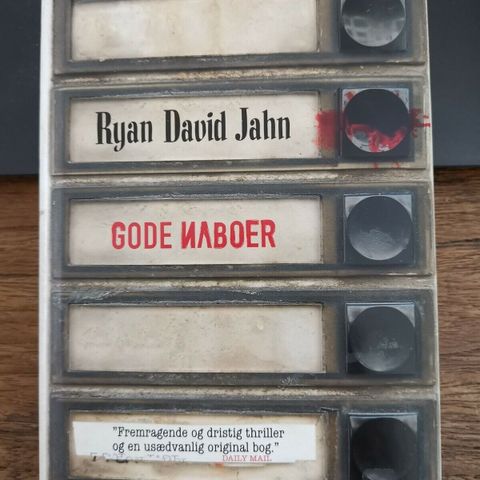 Ryan David Jahn
GODE NABOER
"Fremragende og dristig thriller
og en usædvanlig original bog."
DAILY MAIL